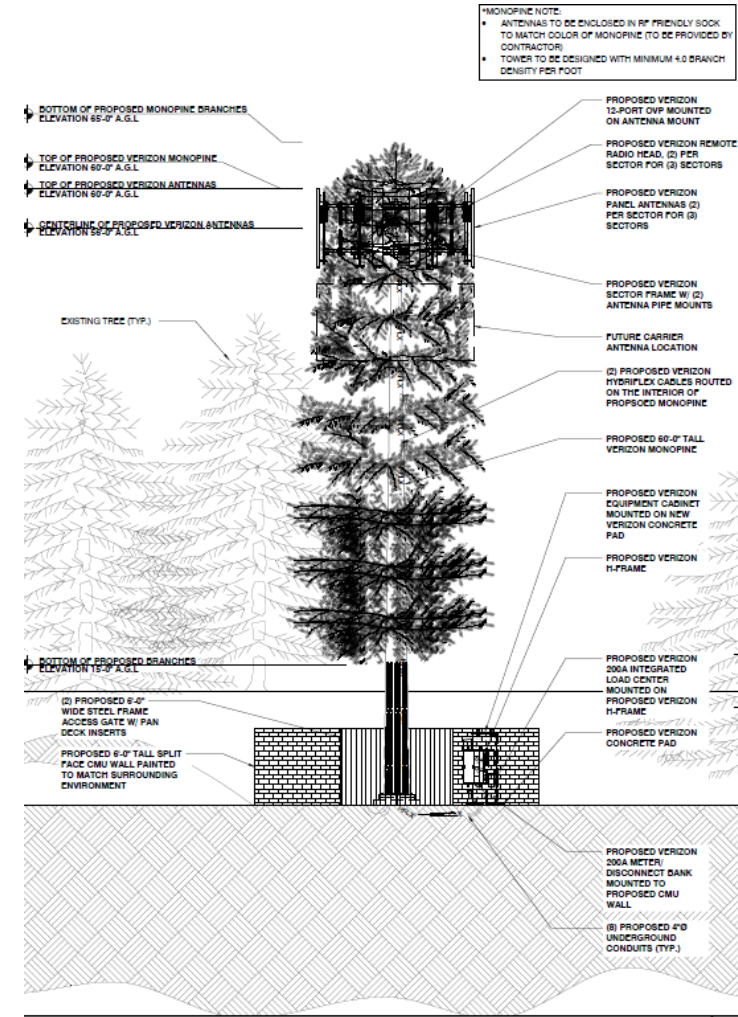 *MONOPINE NOTE:
• ANTENNAS TO BE ENCLOSED IN RF FRIENDLY SOCK
TO MATCH COLOR OF MONOPINE (TO BE PROVIDED BY
CONTRACTOR)
• TOWER TO BE DESIGNED WITH MINIMUM 4.0 BRANCH
DENSITY PER FOOT
BOTTOM OF PROPOSED MONOPINE BRANCHES
ELEVATION 65'-0" A.G.L
TOP OF PROPOSED VERIZON MONOPINE
ELEVATION 60'-0" A.G.L
TOP OF PROPOSED VERIZON ANTENNAS
ELEVATION 60'-0" A.G.L
CENTERLINE OF PROPOSED VERIZON ANTENNAS
ELEVATION 56'-0" A.G.L
EXISTING TREE (TYP.)
BOTTOM OF PROPOSED BRANCHES
ELEVATION 15'-0" A.G.L
(2) PROPOSED 6'-0"
WIDE STEEL FRAME
ACCESS GATE W/ PAN
DECK INSERTS
PROPOSED 6'-0" TALL SPLIT
FACE CMU WALL PAINTED
TO MATCH SURROUNDING
ENVIRONMENT
PROPOSED VERIZON
12-PORT OVP MOUNTED
ON ANTENNA MOUNT
PROPOSED VERIZON REMOTE
RADIO HEAD, (2) PER
SECTOR FOR (3) SECTORS
PROPOSED VERIZON
PANEL ANTENNAS (2)
PER SECTOR FOR (3)
SECTORS
PROPOSED VERIZON
SECTOR FRAME W/ (2)
ANTENNA PIPE MOUNTS
FUTURE CARRIER
ANTENNA LOCATION
(2) PROPOSED VERIZON
HYBRIFLEX CABLES ROUTED
ON THE INTERIOR OF
PROPSOED MONOPINE
PROPOSED 60'-0" TALL
VERIZON MONOPINE
PROPOSED VERIZON
EQUIPMENT CABINET
MOUNTED ON NEW
VERIZON CONCRETE
PAD
PROPOSED VERIZON
H-FRAME
PROPOSED VERIZON
200A INTEGRATED
LOAD CENTER
MOUNTED ON
PROPOSED VERIZON
H-FRAME
PROPOSED VERIZON
CONCRETE PAD
PROPOSED VERIZON
200A METER/
DISCONNECT BANK
MOUNTED TO
PROPOSED CMU
WALL
(8) PROPOSED 4"Ø
UNDERGROUND
CONDUITS (TYP.)